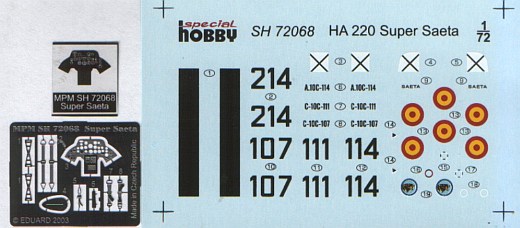 special
HOBBY
SH 72068
HA 220 Super Saeta
1
72
MPM SH 72068
Super Saeta
MPM SH 72068 Super Saeta
Made in Czech Republic
© EDUARD 2003
214
214
107
107
A.10C-114
A.10C-114
C-10C-111
C-10C-111
C-10C-107
C-10C-107
111
114
111
114
SAETA
SAETA